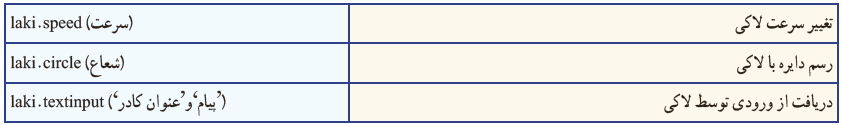 تغییر سرعت لاکی laki.speed (سرعت)
رسم دایره با لاکی laki.circle (شعاع)
دریافت از ورودی توسط لاکی laki.textinput (‘عنوان کادر’و‘پیام’)